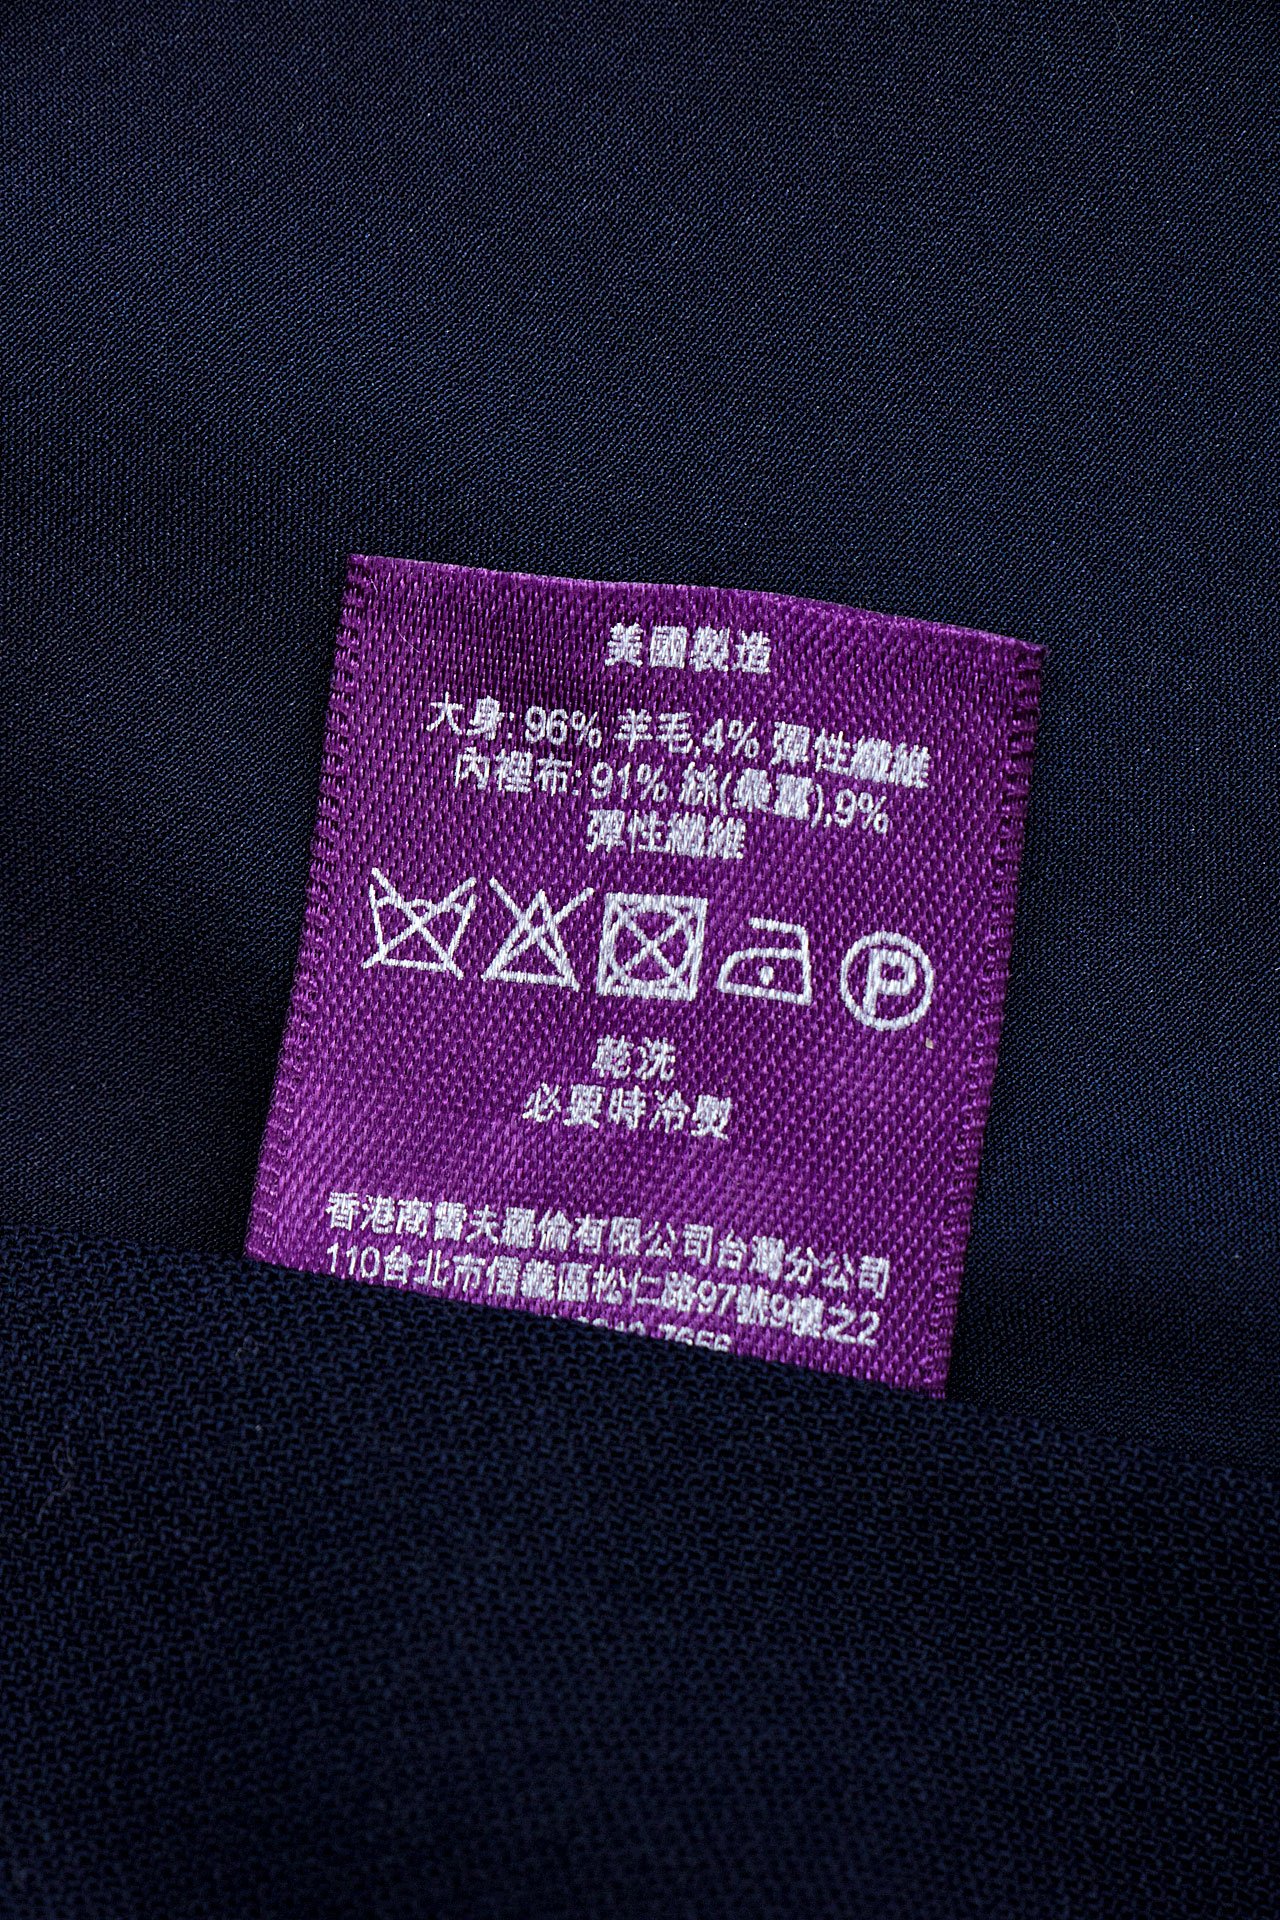 美國製造
大身: 96% 羊毛,4% 彈性纖維
內裡布: 91% 絲(桑蠶),9%
彈性纖維
P
乾洗
必要時冷熨
香港商雷夫羅倫有限公司台灣分公司
110台北市信義區松仁路97號9樓之2
7656